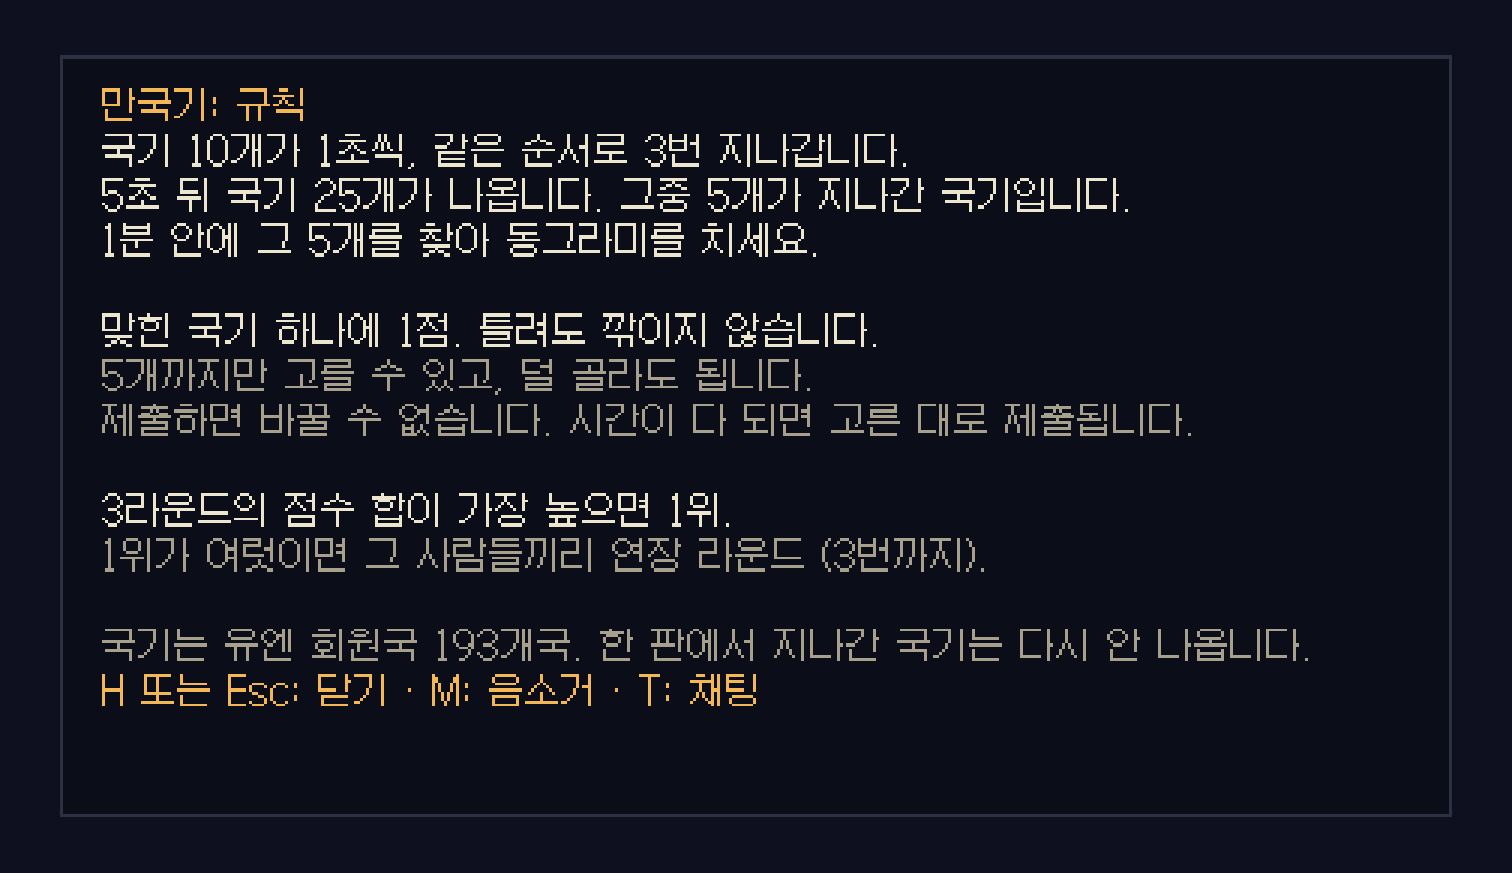 만국기: 규칙
국기 10개가 1초씩, 같은 순서로 3번 지나갑니다.
5초 뒤 국기 25개가 나옵니다. 그중 5개가 지나간 국기입니다.
1분 안에 그 5개를 찾아 동그라미를 치세요.
맞힌 국기 하나에 1점. 틀려도 깎이지 않습니다.
5개까지만 고를 수 있고, 덜 골라도 됩니다.
제출하면 바꿀 수 없습니다. 시간이 다 되면 고른 대로 제출됩니다.
3라운드의 점수 합이 가장 높으면 1위.
1위가 여럿이면 그 사람들끼리 연장 라운드 (3번까지).
국기는 유엔 회원국 193개국. 한 판에서 지나간 국기는 다시 안 나옵니다.
H 또는 Esc: 닫기 · M: 음소거 · T: 채팅